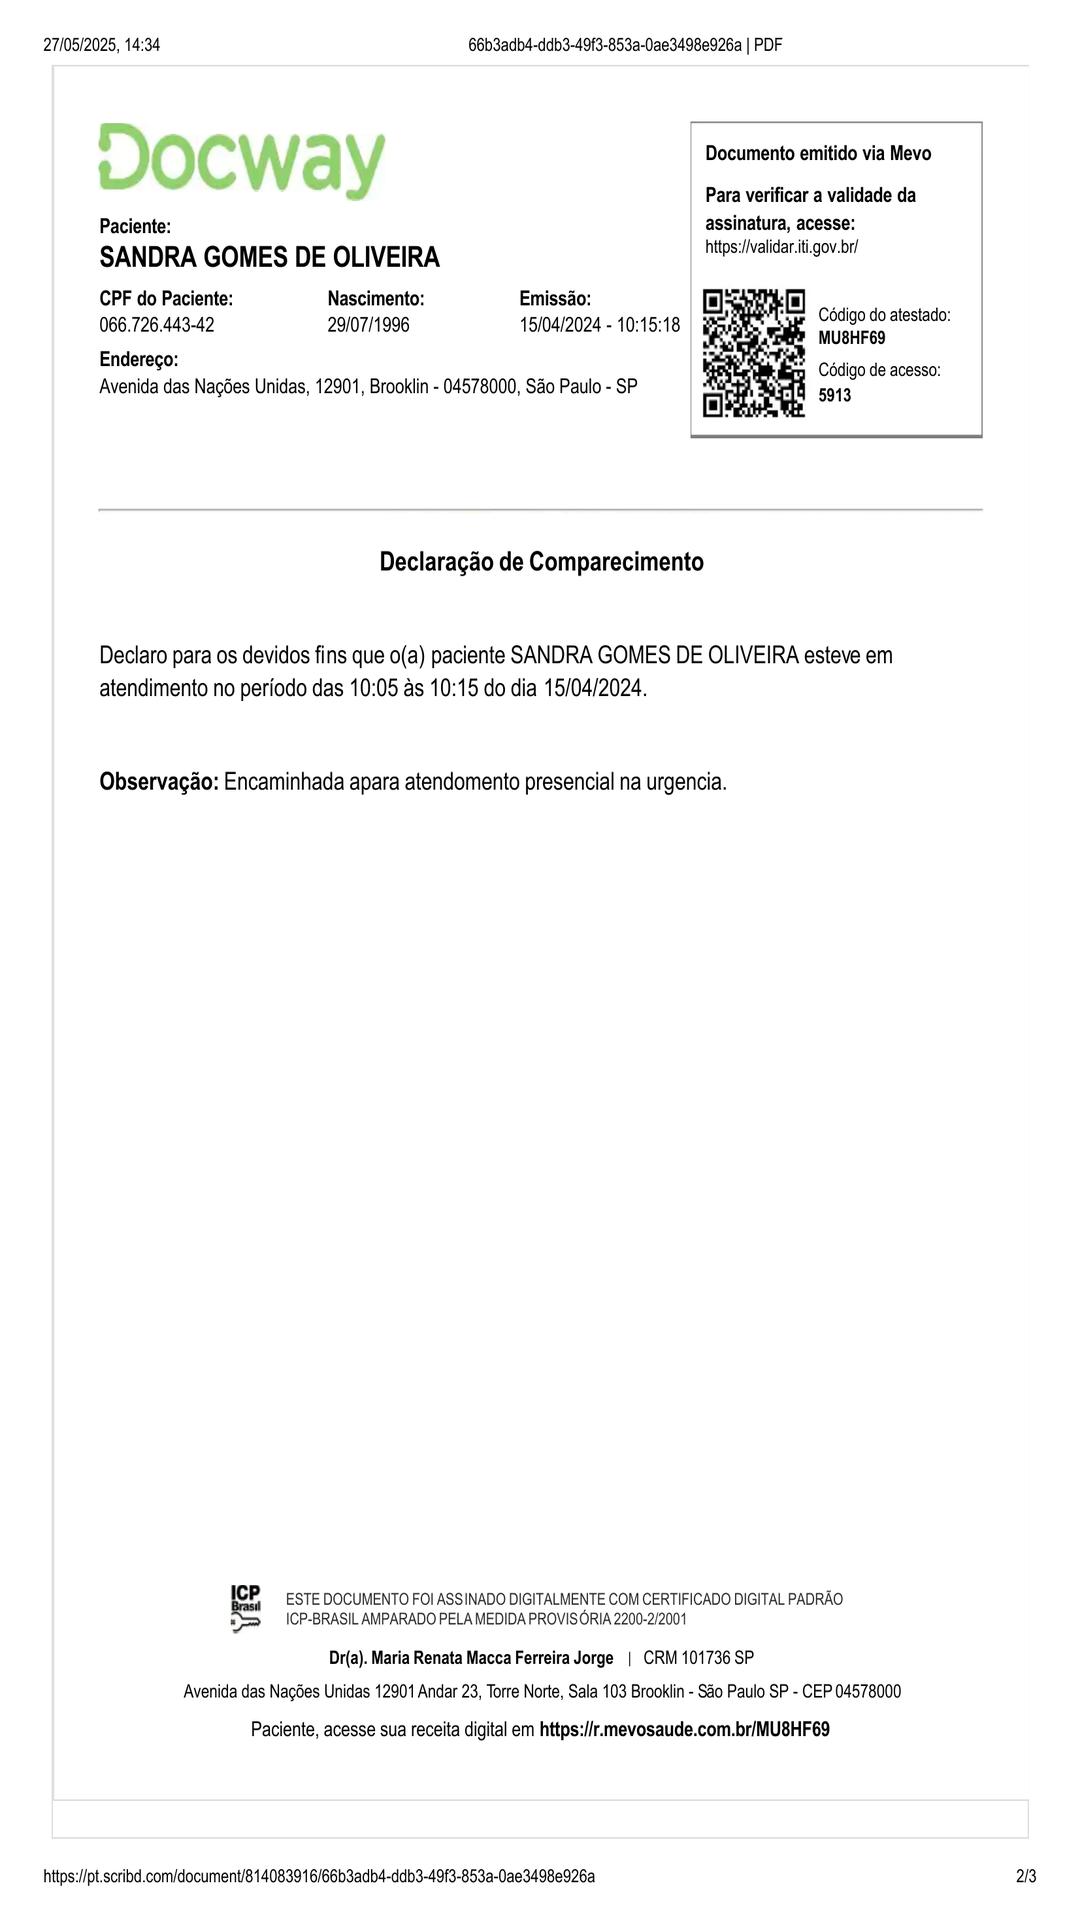 27/05/2025, 14:34
66b3adb4-ddb3-49f3-853a-0ae3498e926a | PDF
Docway
Paciente:
SANDRA GOMES DE OLIVEIRA
CPF do Paciente:
066.726.443-42
Nascimento:
29/07/1996
Emissão:
15/04/2024 - 10:15:18
Endereço:
Avenida das Nações Unidas, 12901, Brooklin - 04578000, São Paulo - SP
Documento emitido via Mevo
Para verificar a validade da
assinatura, acesse:
https://validar.iti.gov.br/
Código do atestado:
MU8HF69
Código de acesso:
5913
Declaração de Comparecimento
Declaro para os devidos fins que o(a) paciente SANDRA GOMES DE OLIVEIRA esteve em
atendimento no período das 10:05 às 10:15 do dia 15/04/2024.
Observação: Encaminhada apara atendomento presencial na urgencia.
ICP
Brasil
ESTE DOCUMENTO FOI ASSINADO DIGITALMENTE COM CERTIFICADO DIGITAL PADRÃO
ICP-BRASIL AMPARADO PELA MEDIDA PROVISÓRIA 2200-2/2001
Dr(a). Maria Renata Macca Ferreira Jorge | CRM 101736 SP
Avenida das Nações Unidas 12901 Andar 23, Torre Norte, Sala 103 Brooklin - São Paulo SP - CEP 04578000
Paciente, acesse sua receita digital em https://r.mevosaude.com.br/MU8HF69
https://pt.scribd.com/document/814083916/66b3adb4-ddb3-49f3-853a-0ae3498e926a
2/3